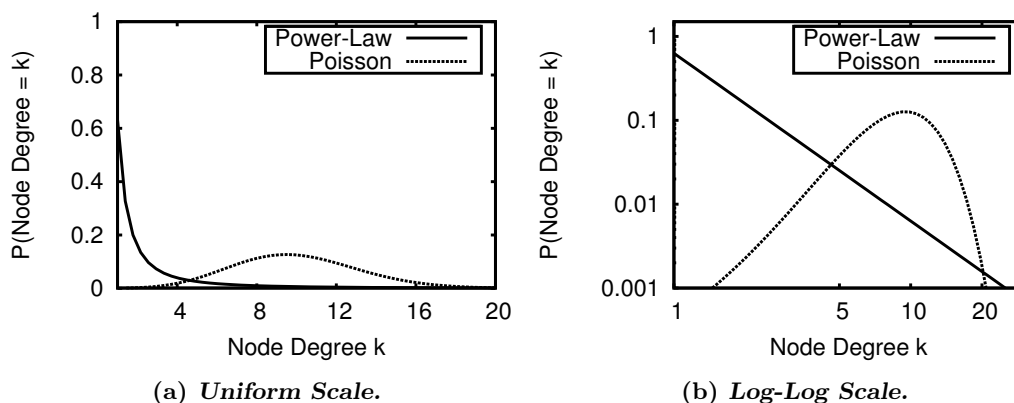 1
0.8
0.6
0.4
0.2
0
4
8
12
16
20
P(Node Degree = k)
Node Degree k
Power-Law
Poisson
(a) Uniform Scale.
1
0.1
0.01
0.001
1
5
10
20
P(Node Degree = k)
Node Degree k
Power-Law
Poisson
(b) Log-Log Scale.